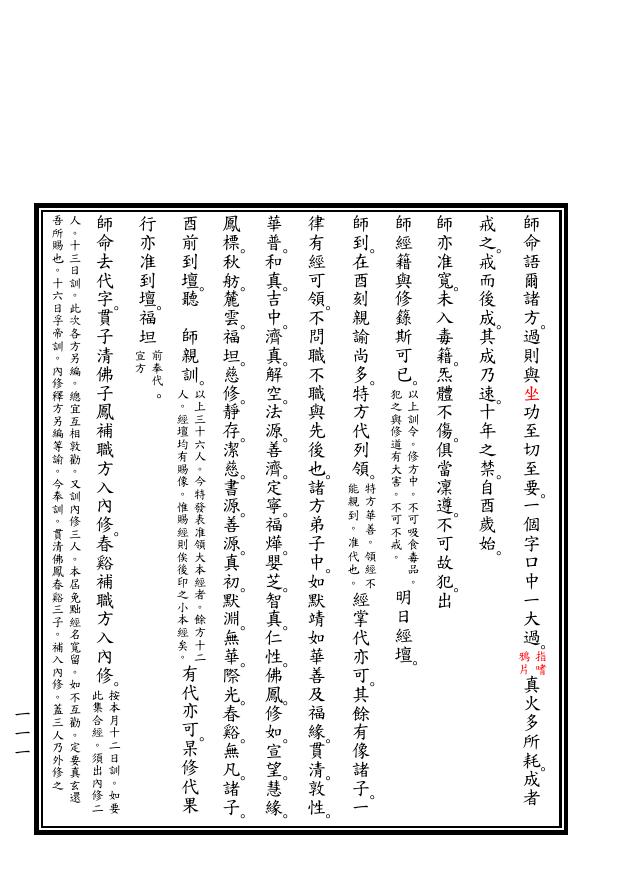 師命語爾諸方。過則與坐功至切至要。一個字口中一大過。指嗜鴉片真火多所耗。成者
戒之。戒而後成。其成乃速。十年之禁。自酉歲始。
師亦准寬。未入毒籍。炁體不傷。俱當凜遵。不可故犯。出
師經籍與修籙斯可已。以上訓令。修方中。不可吸食毒品。犯之與修道有大害。不可不戒。明日經壇。
師到。在酉刻親諭尚多。特方代列領。特方華善。領經不能親到。准代也。經掌代亦可。其餘有像諸子。一
律有經可領。不問職不職與先後也。諸方弟子中。如默靖如華善及福緣。貫清。敦性。
華普。和真。吉中。濟真。解空。法源。善濟。定寧。福燁。嬰芝。智真。仁性。佛鳳。修如。宣望。慧緣。
鳳標。秋舫。麓雲。福坦。慈修。靜存。潔慈。書源。善源。真初。默淵。無華。際光。春谿。無凡。諸子。
酉前到壇。聽　師親訓。以上三十六人。今特發表准領大本經者。餘方十二人。經壇均有賜像。惟賜經則俟後印之小本經矣。有代亦可。杲修代果
行亦准到壇。福坦前奉代。宣方
師命去代字。貫子清佛子鳳補職方入內修。春谿補職方入內修。按本月十二日訓。如要此集合經。須出內修二
人。十三日訓。此次各方另編。總宜互相敦勸。又訓內修三人。本屆免黜經名寬留。如不互勸。定要真玄還
吾所賜也。十六日孚帝訓。內修釋方另編等諭。今奉訓。貫清佛鳳春谿三子。補入內修。蓋三人乃外修之
一一一